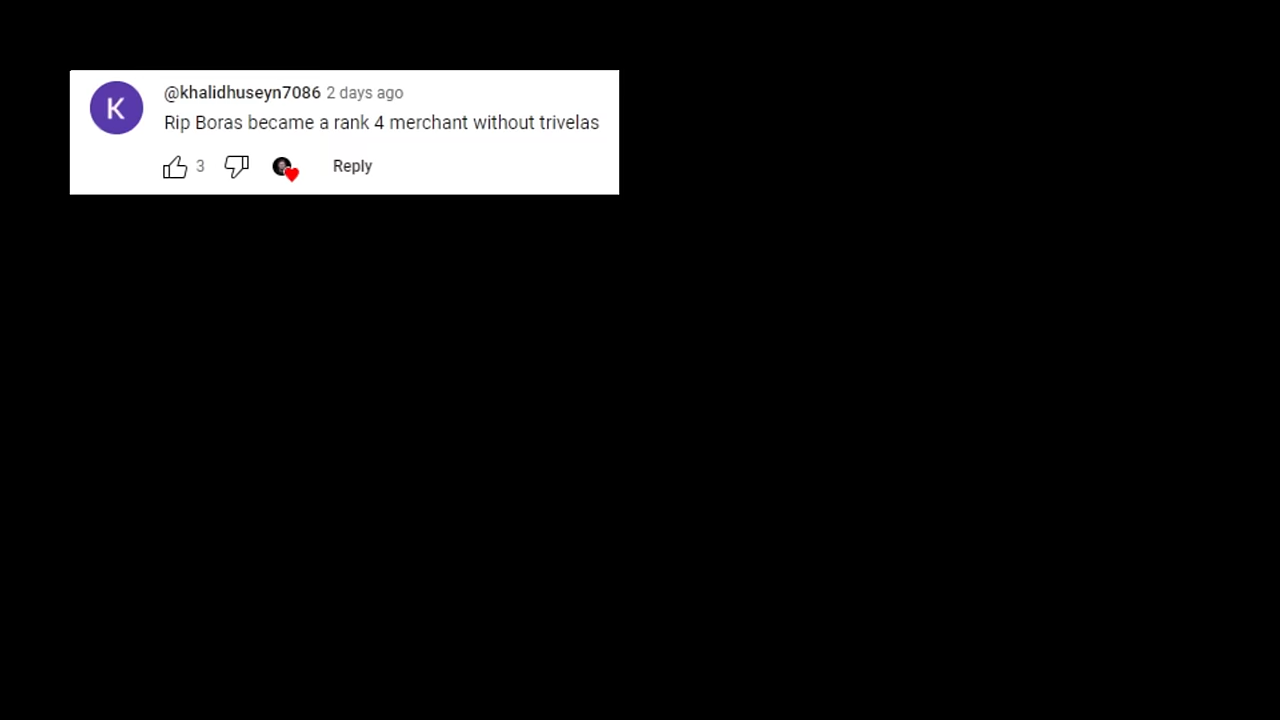 K
@khalidhuseyn7086 2 days ago
Rip Boras became a rank 4 merchant without trivelas
3 Reply